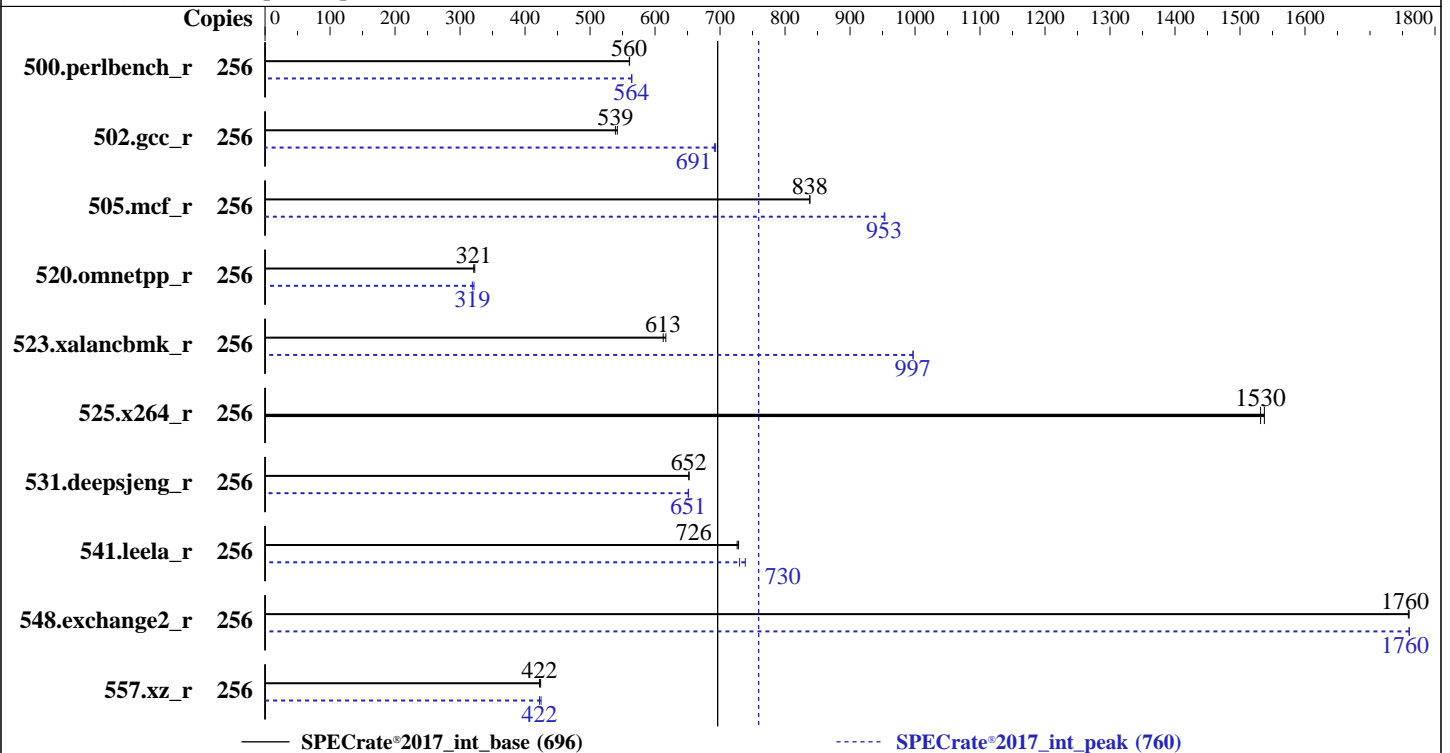 Copies 0 100 200 300 400 500 600 700 800 900 1000 1100 1200 1300 1400 1500 1600 1800
560
500.perlbench_r 256
564
539
502.gcc_r 256
691
838
505.mcf_r 256
953
321
520.omnetpp_r 256
319
613
523.xalancbmk_r 256
997
1530
525.x264_r 256
652
531.deepsjeng_r 256
651
726
541.leela_r 256
730
1760
548.exchange2_r 256
1760
422
557.xz_r 256
422
SPECrate®2017_int_base (696) SPECrate®2017_int_peak (760)